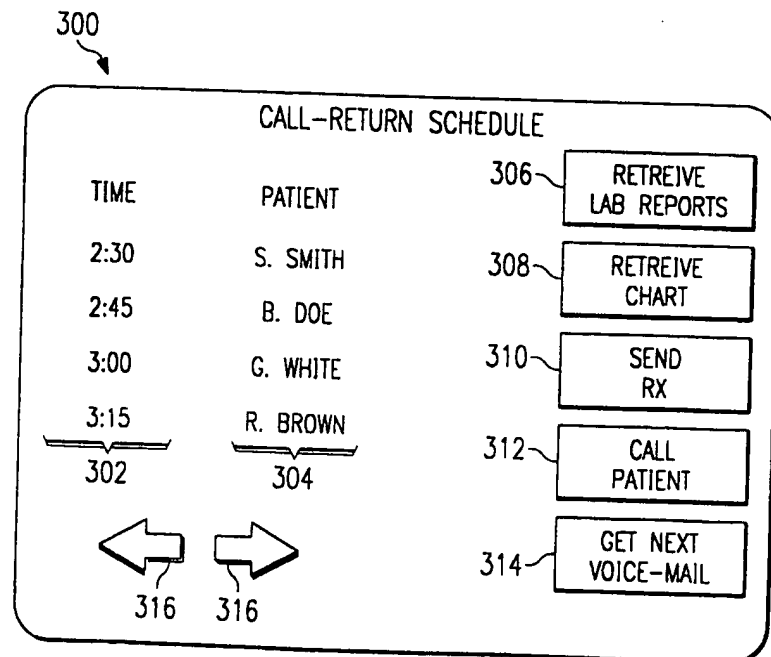 300
CALL-RETURN SCHEDULE
TIME PATIENT
2:30 S. SMITH
2:45 B. DOE
3:00 G. WHITE
3:15 R. BROWN
302 304
316 316
306 RETREIVE
LAB REPORTS
308 RETREIVE
CHART
310 SEND
RX
312 CALL
PATIENT
314 GET NEXT
VOICE-MAIL